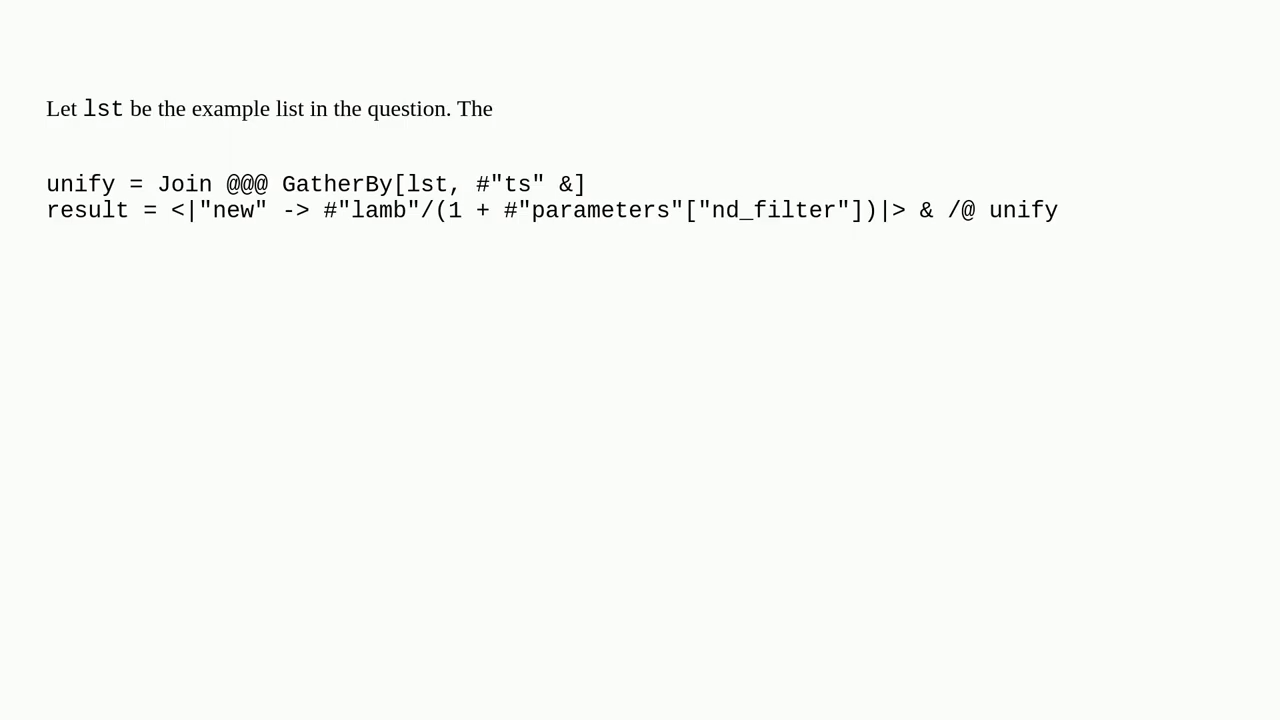 Let lst be the example list in the question. The
unify = Join @@@ GatherBy[lst, #"ts" &]
result = <|"new" -> #"lamb"/(1 + #"parameters"["nd_filter"])|> & /@ unify